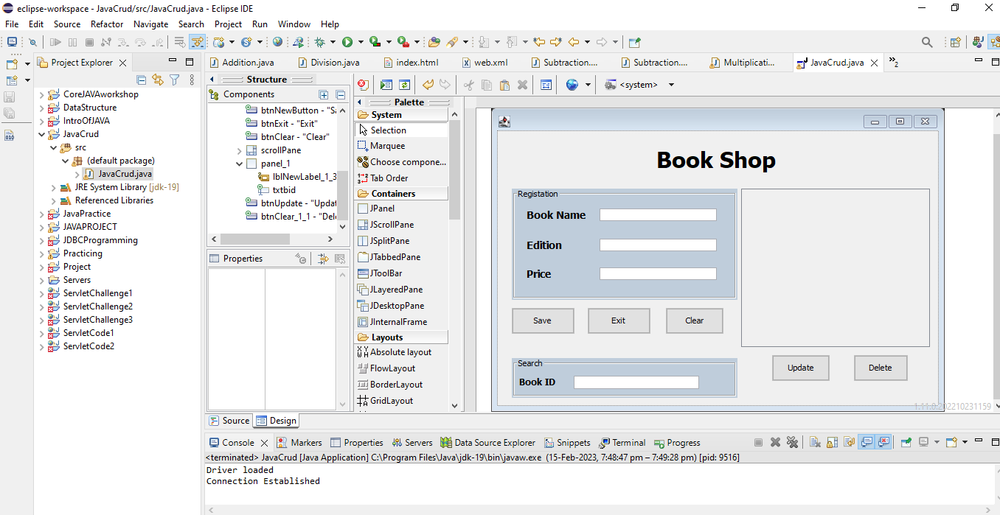 eclipse-workspace - JavaCrud/src/JavaCrud.java - Eclipse IDE
File Edit Source Refactor Navigate Search Project Run Window Help
Project Explorer
CoreJAVAworkshop
DataStructure
IntroOfJAVA
JavaCrud
src
(default package)
JavaCrud.java
JRE System Library [jdk-19]
Referenced Libraries
JavaPractice
JAVAPROJECT
JDBCProgramming
Practicing
Project
Servers
ServletChallenge1
ServletChallenge2
ServletChallenge3
ServletCode1
ServletCode2
Addition.java Division.java index.html web.xml Subtraction.... Subtraction.... Multiplicati... JavaCrud.java »2
Structure
Components
btnNewButton - "Sa
btnExit - "Exit"
btnClear - "Clear"
scrollPane
panel_1
lblNewLabel_1_3
txtbid
btnUpdate - "Updat
btnClear_1_1 - "Dele
Properties
<system>
Palette
System
Selection
Marquee
Choose compone...
Tab Order
Containers
JPanel
JScrollPane
JSplitPane
JTabbedPane
JToolBar
JLayeredPane
JDesktopPane
JInternalFrame
Layouts
Absolute layout
FlowLayout
BorderLayout
GridLayout
Book Shop
Registation
Book Name
Edition
Price
Save Exit Clear
Search
Book ID
Update Delete
1.11.0.202210231159
Source Design
Console Markers Properties Servers Data Source Explorer Snippets Terminal Progress
<terminated> JavaCrud [Java Application] C:\Program Files\Java\jdk-19\bin\javaw.exe (15-Feb-2023, 7:48:47 pm – 7:49:28 pm) [pid: 9516]
Driver loaded
Connection Established
010